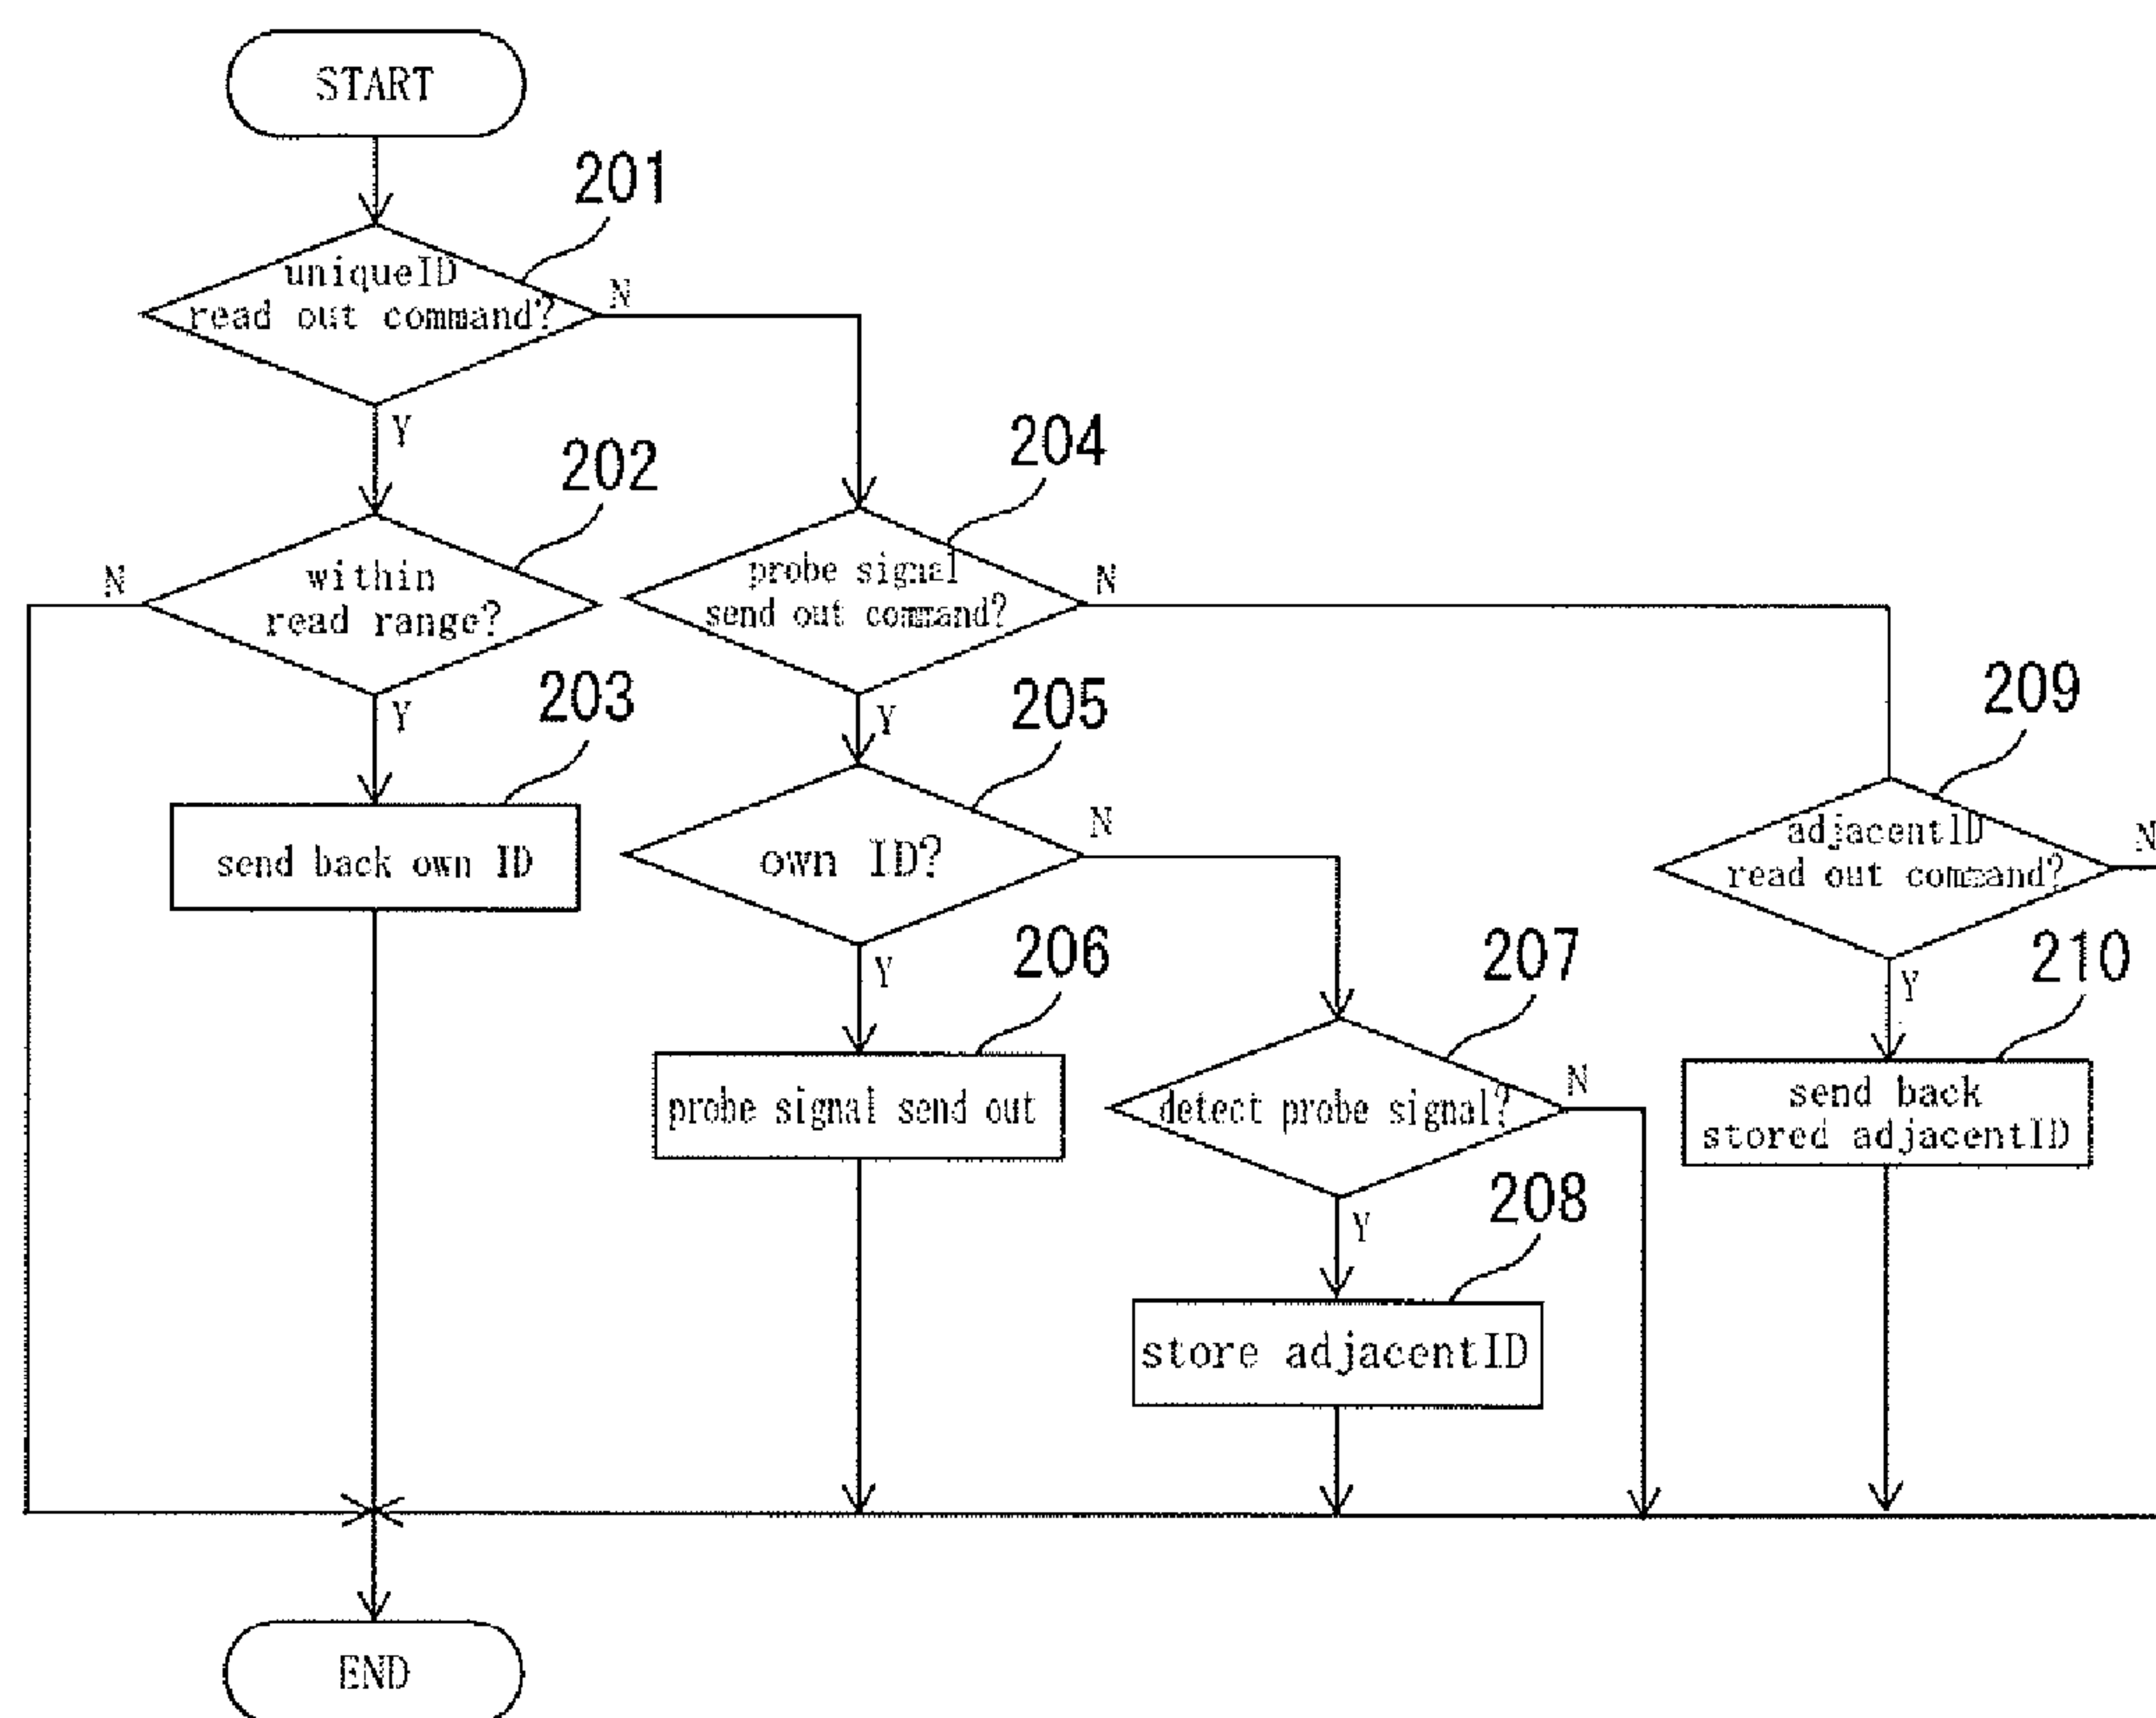 START
201
uniqueID
read out command?
N
Y
202
204
within
read range?
N
probe signal
send out command?
N
Y
203
Y
205
209
send back own ID
own ID?
N
adjacentID
read out command?
N
Y
206
207
Y
210
probe signal send out
detect probe signal?
N
send back
stored adjacentID
Y
208
store adjacentID
END